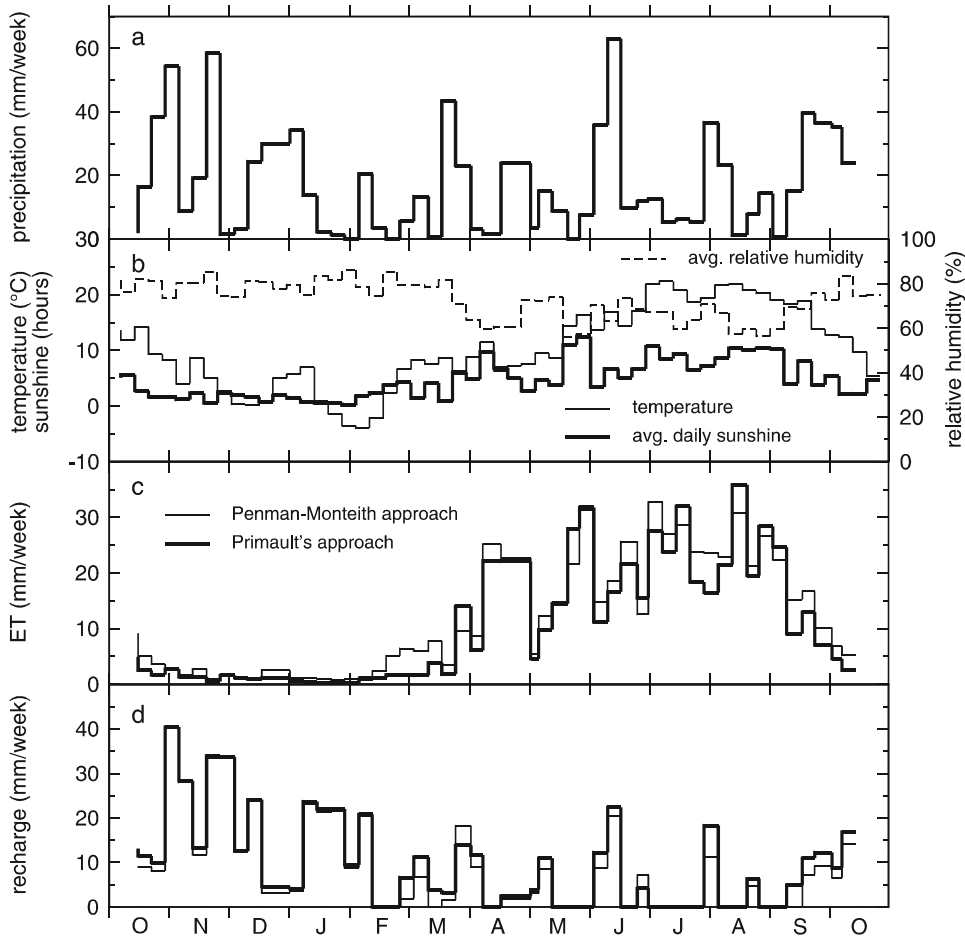 a
precipitation (mm/week)
60
40
20
30
b
temperature (°C)
sunshine (hours)
20
10
0
-10
100
80
60
40
20
0
relative humidity (%)
avg. relative humidity
temperature
avg. daily sunshine
c
ET (mm/week)
30
20
10
0
Penman-Monteith approach
Primault's approach
d
recharge (mm/week)
40
30
20
10
0
O N D J F M A M J J A S O